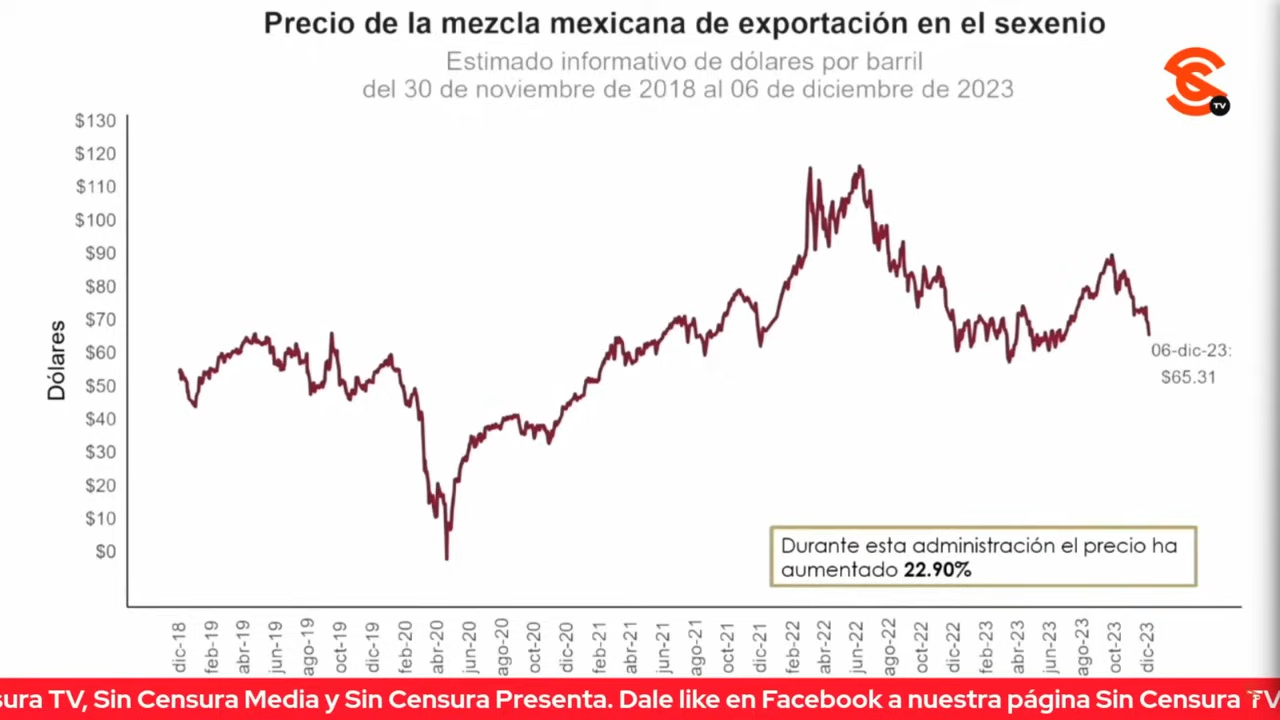 Precio de la mezcla mexicana de exportación en el sexenio
Estimado informativo de dólares por barril
del 30 de noviembre de 2018 al 06 de diciembre de 2023
TV
$130
$120
$110
$100
$90
$80
$70
$60
$50
$40
$30
$20
$10
$0
Dólares
06-dic-23:
$65.31
Durante esta administración el precio ha
aumentado 22.90%
dic-18
feb-19
abr-19
jun-19
ago-19
oct-19
dic-19
feb-20
abr-20
jun-20
ago-20
oct-20
dic-20
feb-21
abr-21
jun-21
ago-21
oct-21
dic-21
feb-22
abr-22
jun-22
ago-22
oct-22
dic-22
feb-23
abr-23
jun-23
ago-23
oct-23
dic-23
sura TV, Sin Censura Media y Sin Censura Presenta. Dale like en Facebook a nuestra página Sin Censura TV